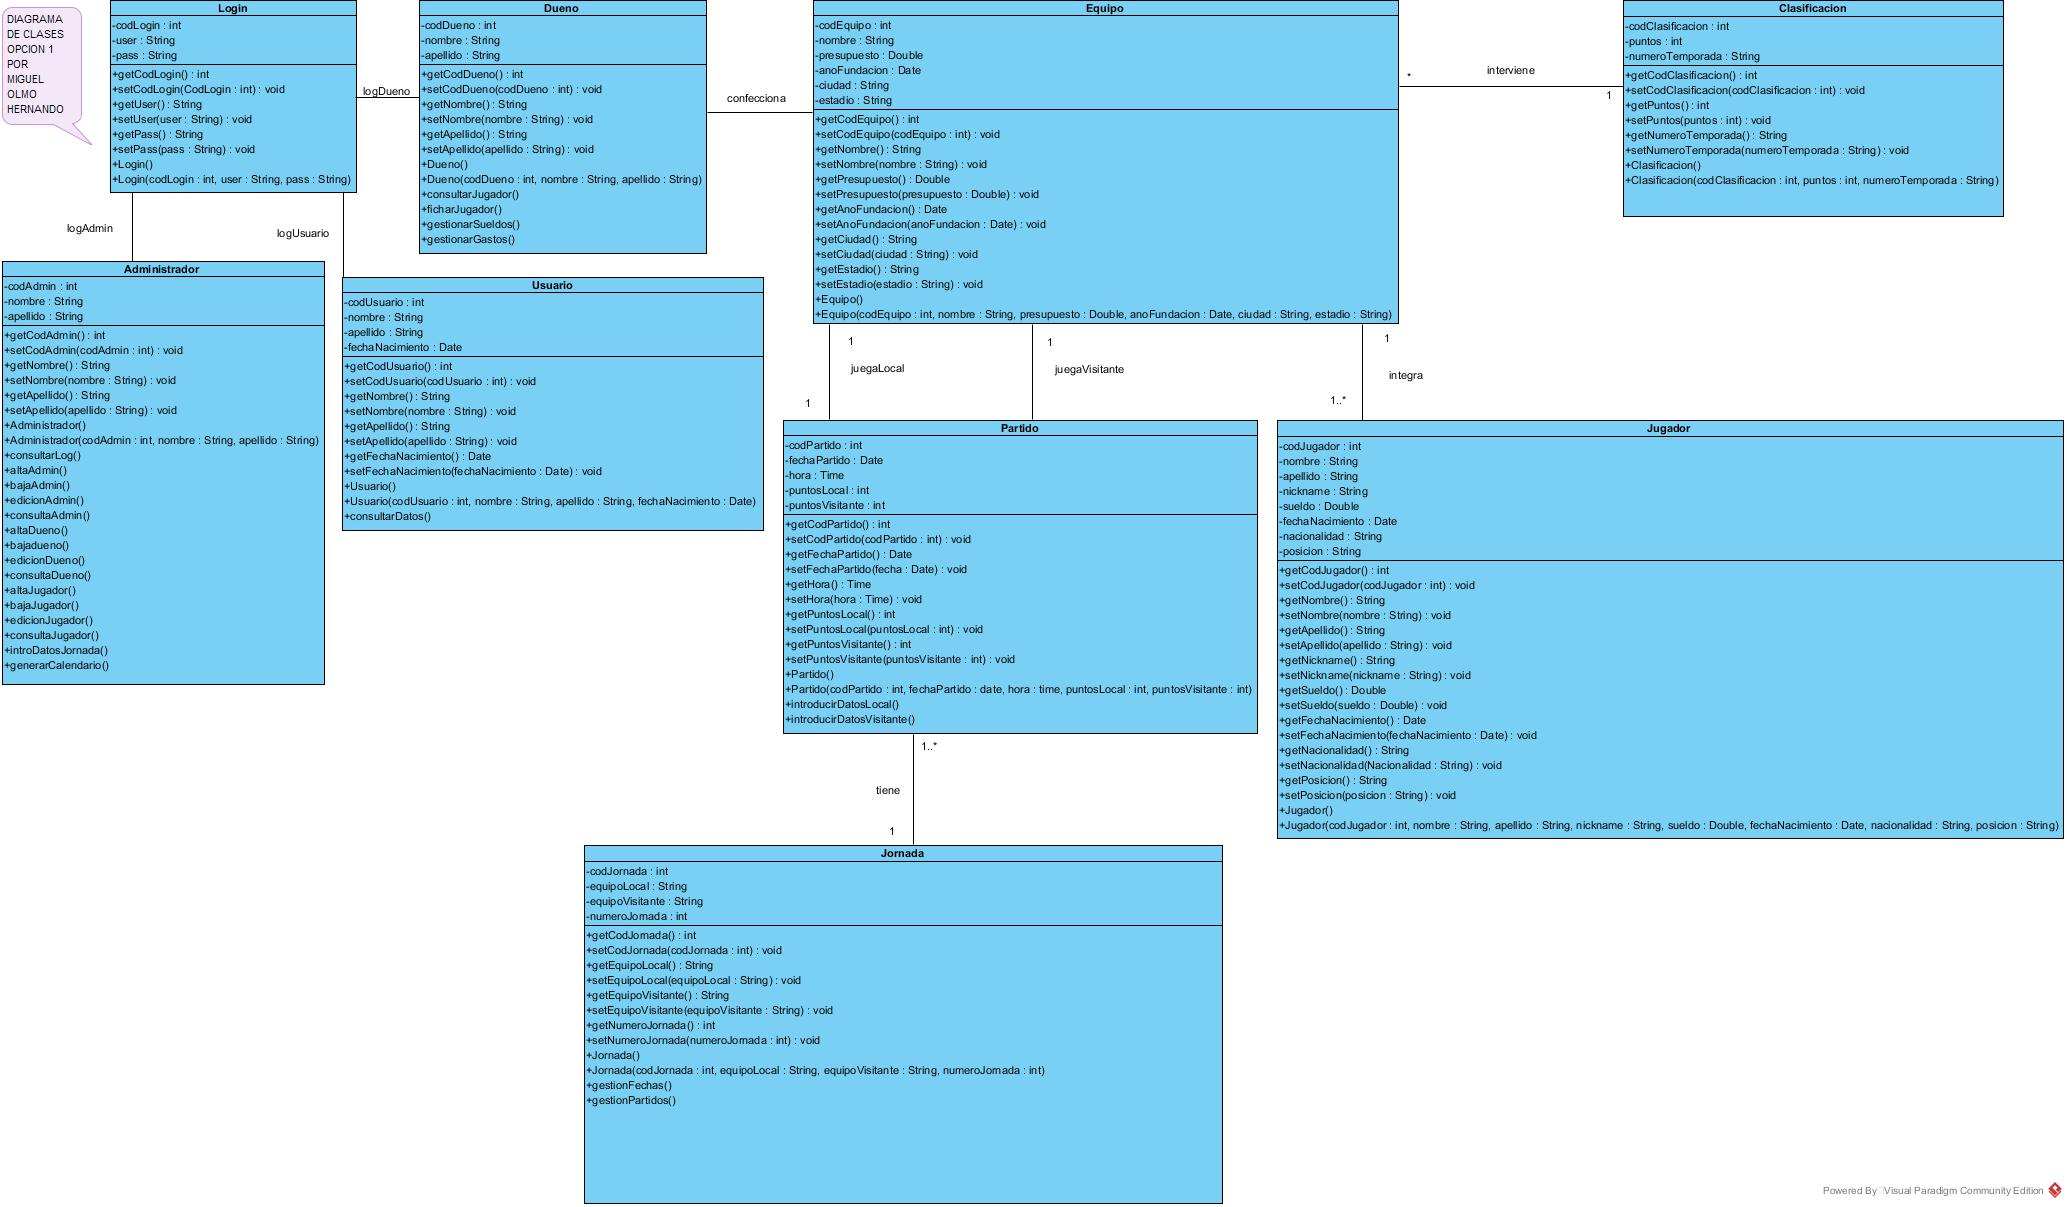 DIAGRAMA
DE CLASES
OPCION 1
POR
MIGUEL
OLMO
HERNANDO
Login
-codLogin : int
-user : String
-pass : String
+getCodLogin() : int
+setCodLogin(CodLogin : int) : void
+getUser() : String
+setUser(user : String) : void
+getPass() : String
+setPass(pass : String) : void
+Login()
+Login(codLogin : int, user : String, pass : String)
logDueno
Dueno
-codDueno : int
-nombre : String
-apellido : String
+getCodDueno() : int
+setCodDueno(codDueno : int) : void
+getNombre() : String
+setNombre(nombre : String) : void
+getApellido() : String
+setApellido(apellido : String) : void
+Dueno()
+Dueno(codDueno : int, nombre : String, apellido : String)
+consultarJugador()
+ficharJugador()
+gestionarSueldos()
+gestionarGastos()
confecciona
Equipo
-codEquipo : int
-nombre : String
-presupuesto : Double
-anoFundacion : Date
-ciudad : String
-estadio : String
+getCodEquipo() : int
+setCodEquipo(codEquipo : int) : void
+getNombre() : String
+setNombre(nombre : String) : void
+getPresupuesto() : Double
+setPresupuesto(presupuesto : Double) : void
+getAnoFundacion() : Date
+setAnoFundacion(anoFundacion : Date) : void
+getCiudad() : String
+setCiudad(ciudad : String) : void
+getEstadio() : String
+setEstadio(estadio : String) : void
+Equipo()
+Equipo(codEquipo : int, nombre : String, presupuesto : Double, anoFundacion : Date, ciudad : String, estadio : String)
*
interviene
1
Clasificacion
-codClasificacion : int
-puntos : int
-numeroTemporada : String
+getCodClasificacion() : int
+setCodClasificacion(codClasificacion : int) : void
+getPuntos() : int
+setPuntos(puntos : int) : void
+getNumeroTemporada() : String
+setNumeroTemporada(numeroTemporada : String) : void
+Clasificacion()
+Clasificacion(codClasificacion : int, puntos : int, numeroTemporada : String)
logAdmin
logUsuario
Administrador
-codAdmin : int
-nombre : String
-apellido : String
+getCodAdmin() : int
+setCodAdmin(codAdmin : int) : void
+getNombre() : String
+setNombre(nombre : String) : void
+getApellido() : String
+setApellido(apellido : String) : void
+Administrador()
+Administrador(codAdmin : int, nombre : String, apellido : String)
+consultarLog()
+altaAdmin()
+bajaAdmin()
+edicionAdmin()
+consultaAdmin()
+altaDueno()
+bajadueno()
+edicionDueno()
+consultaDueno()
+altaJugador()
+bajaJugador()
+edicionJugador()
+consultaJugador()
+introDatosJornada()
+generarCalendario()
Usuario
-codUsuario : int
-nombre : String
-apellido : String
-fechaNacimiento : Date
+getCodUsuario() : int
+setCodUsuario(codUsuario : int) : void
+getNombre() : String
+setNombre(nombre : String) : void
+getApellido() : String
+setApellido(apellido : String) : void
+getFechaNacimiento() : Date
+setFechaNacimiento(fechaNacimiento : Date) : void
+Usuario()
+Usuario(codUsuario : int, nombre : String, apellido : String, fechaNacimiento : Date)
+consultarDatos()
1
juegaLocal
1
1
juegaVisitante
1
integra
1..*
Partido
-codPartido : int
-fechaPartido : Date
-hora : Time
-puntosLocal : int
-puntosVisitante : int
+getCodPartido() : int
+setCodPartido(codPartido : int) : void
+getFechaPartido() : Date
+setFechaPartido(fecha : Date) : void
+getHora() : Time
+setHora(hora : Time) : void
+getPuntosLocal() : int
+setPuntosLocal(puntosLocal : int) : void
+getPuntosVisitante() : int
+setPuntosVisitante(puntosVisitante : int) : void
+Partido()
+Partido(codPartido : int, fechaPartido : date, hora : time, puntosLocal : int, puntosVisitante : int)
+introducirDatosLocal()
+introducirDatosVisitante()
Jugador
-codJugador : int
-nombre : String
-apellido : String
-nickname : String
-sueldo : Double
-fechaNacimiento : Date
-nacionalidad : String
-posicion : String
+getCodJugador() : int
+setCodJugador(codJugador : int) : void
+getNombre() : String
+setNombre(nombre : String) : void
+getApellido() : String
+setApellido(apellido : String) : void
+getNickname() : String
+setNickname(nickname : String) : void
+getSueldo() : Double
+setSueldo(sueldo : Double) : void
+getFechaNacimiento() : Date
+setFechaNacimiento(fechaNacimiento : Date) : void
+getNacionalidad() : String
+setNacionalidad(Nacionalidad : String) : void
+getPosicion() : String
+setPosicion(posicion : String) : void
+Jugador()
+Jugador(codJugador : int, nombre : String, apellido : String, nickname : String, sueldo : Double, fechaNacimiento : Date, nacionalidad : String, posicion : String)
1..*
tiene
1
Jornada
-codJornada : int
-equipoLocal : String
-equipoVisitante : String
-numeroJornada : int
+getCodJornada() : int
+setCodJornada(codJornada : int) : void
+getEquipoLocal() : String
+setEquipoLocal(equipoLocal : String) : void
+getEquipoVisitante() : String
+setEquipoVisitante(equipoVisitante : String) : void
+getNumeroJornada() : int
+setNumeroJornada(numeroJornada : int) : void
+Jornada()
+Jornada(codJornada : int, equipoLocal : String, equipoVisitante : String, numeroJornada : int)
+gestionFechas()
+gestionPartidos()
Powered By Visual Paradigm Community Edition